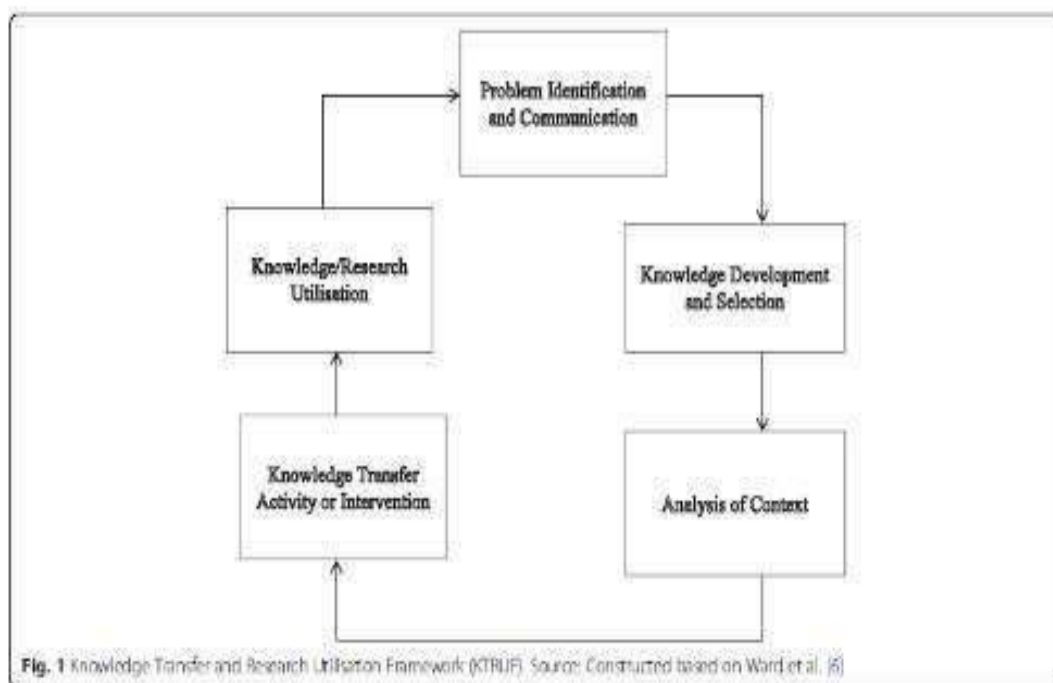 Problem Identification
and Communication
Knowledge Development
and Selection
Analysis of Context
Knowledge Transfer
Activity or Intervention
Knowledge/Research
Utilisation
Fig. 1 Knowledge Transfer and Research Utilisation Framework (KTRUF). Source: Constructed based on Ward et al. [6]